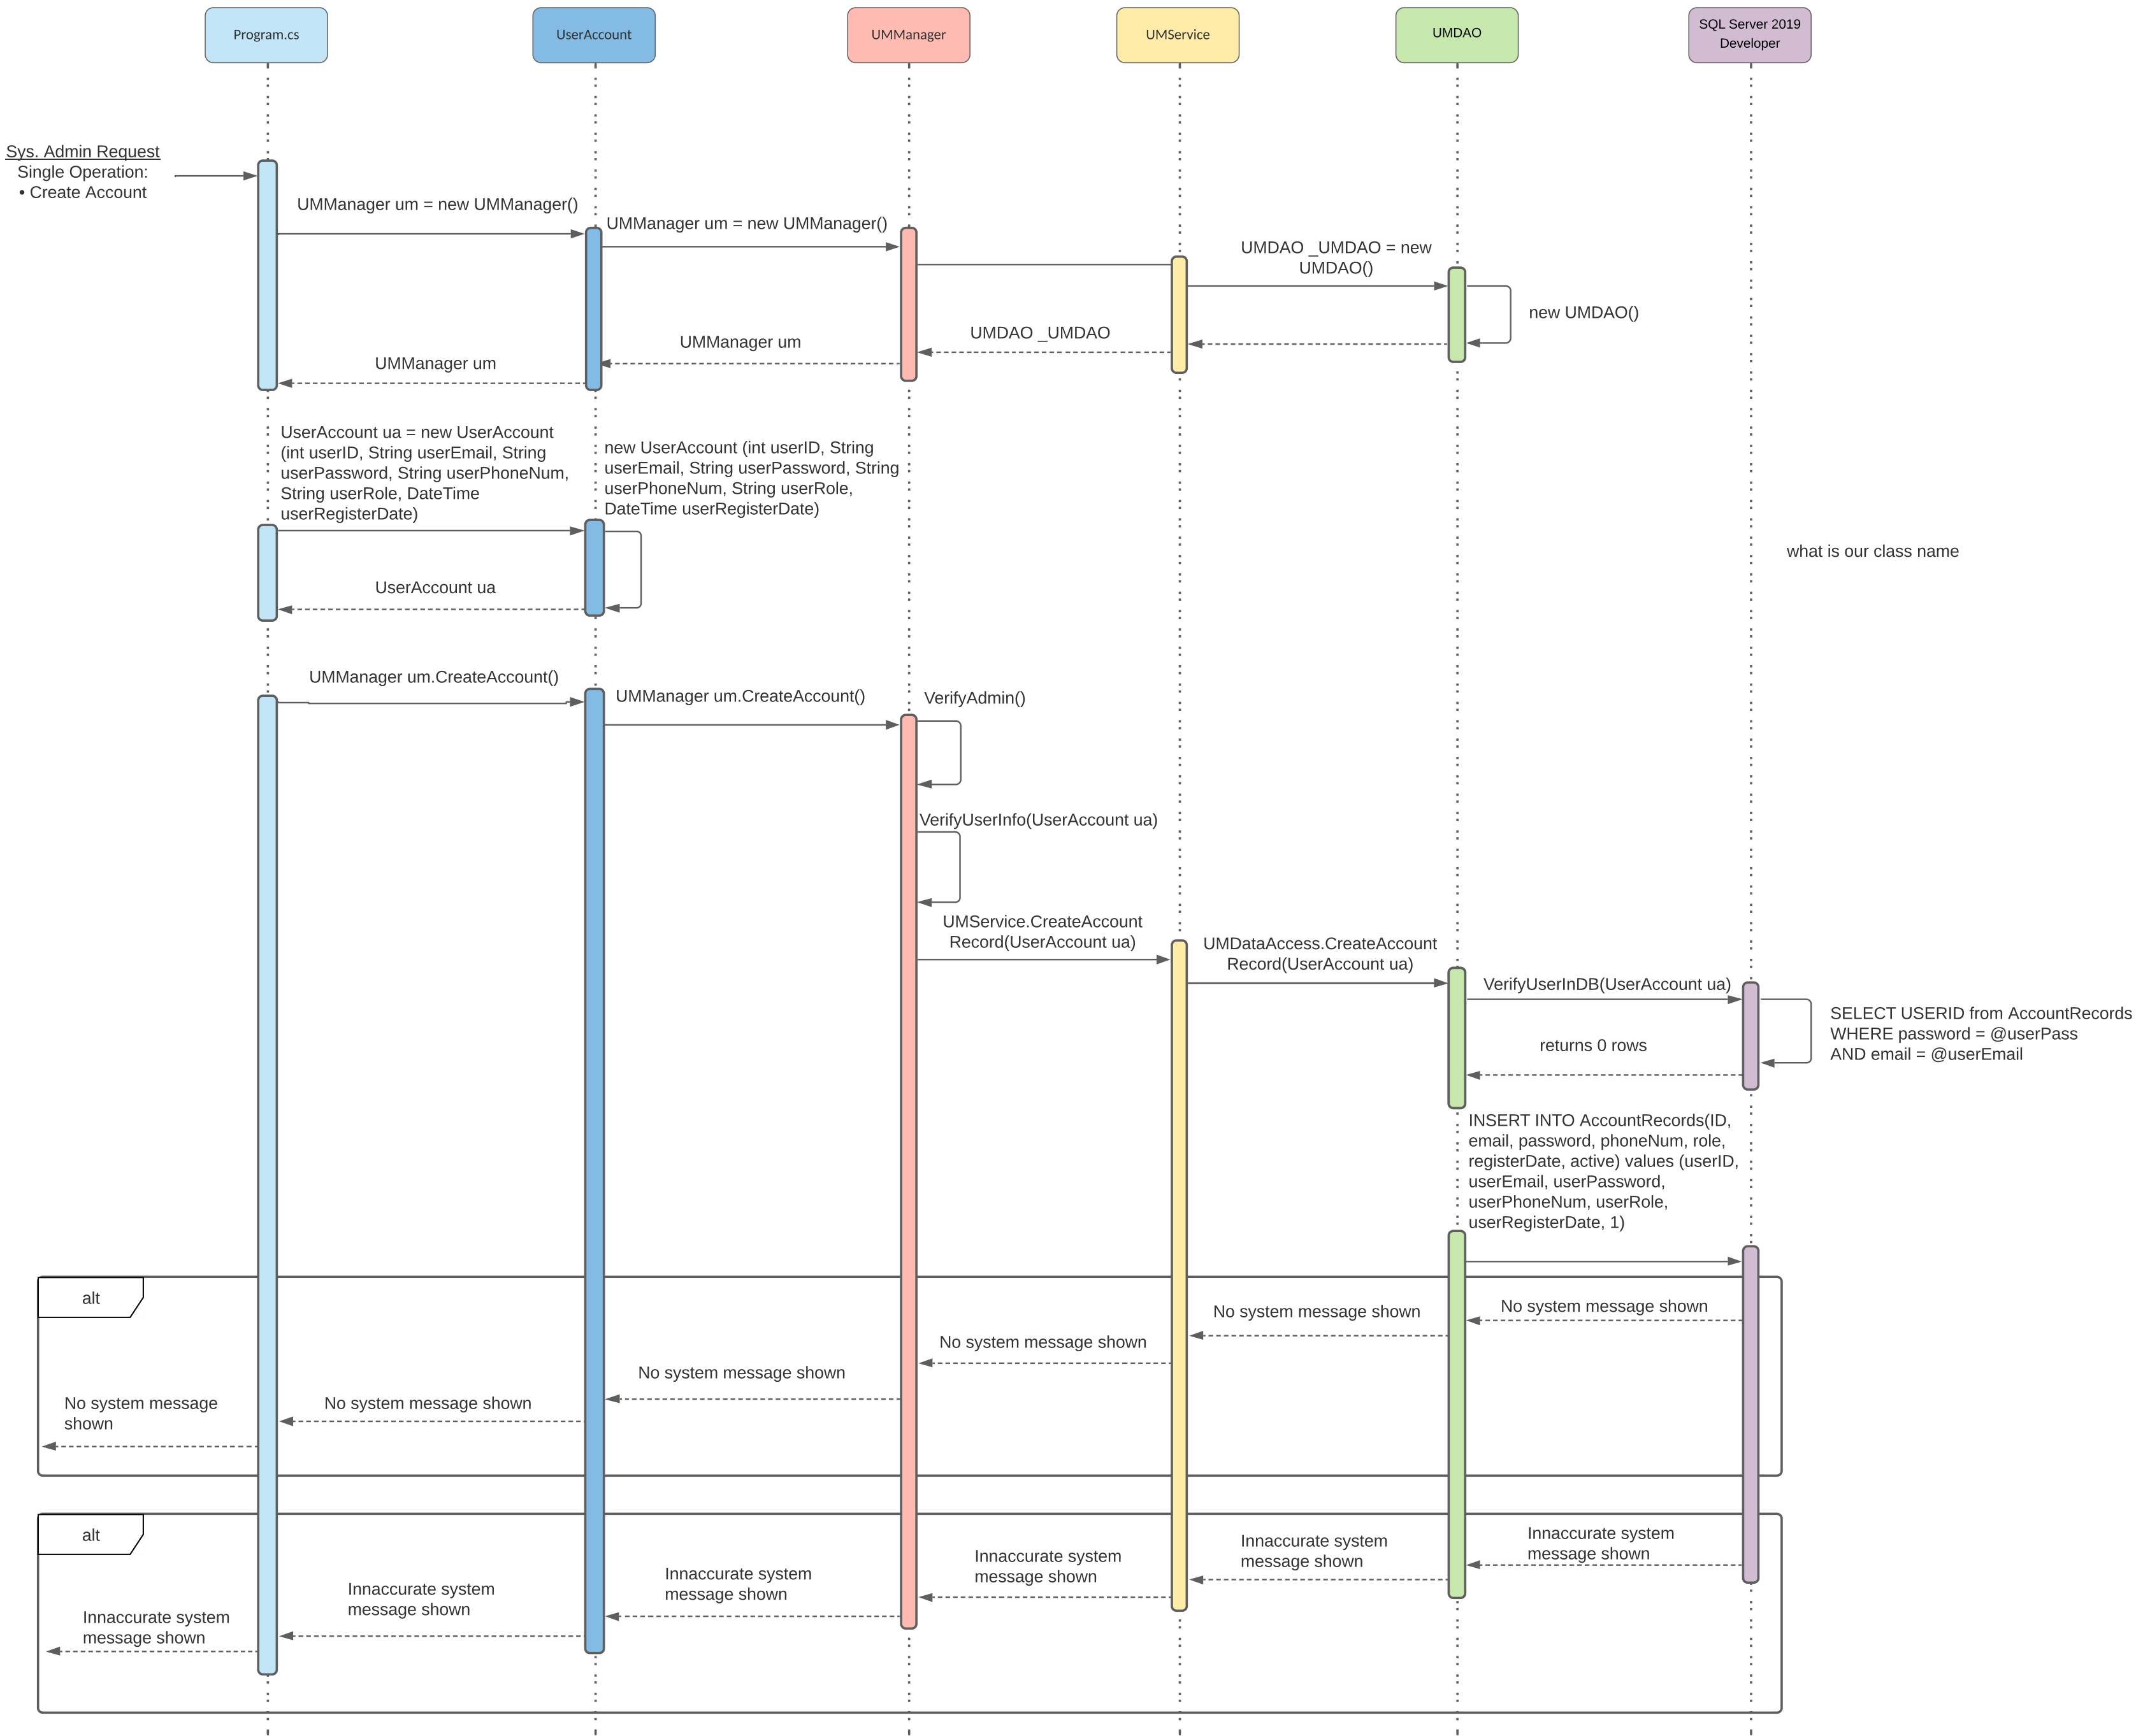 Program.cs
UserAccount
UMManager
UMService
UMDAO
SQL Server 2019
Developer
Sys. Admin Request
Single Operation:
• Create Account
UMManager um = new UMManager()
UMManager um = new UMManager()
UMDAO _UMDAO = new
UMDAO()
new UMDAO()
UMDAO _UMDAO
UMManager um
UMManager um
UserAccount ua = new UserAccount
(int userID, String userEmail, String
userPassword, String userPhoneNum,
String userRole, DateTime
userRegisterDate)
new UserAccount (int userID, String
userEmail, String userPassword, String
userPhoneNum, String userRole,
DateTime userRegisterDate)
what is our class name
UserAccount ua
UMManager um.CreateAccount()
UMManager um.CreateAccount()
VerifyAdmin()
VerifyUserInfo(UserAccount ua)
UMService.CreateAccount
Record(UserAccount ua)
UMDataAccess.CreateAccount
Record(UserAccount ua)
VerifyUserInDB(UserAccount ua)
SELECT USERID from AccountRecords
WHERE password = @userPass
AND email = @userEmail
returns 0 rows
INSERT INTO AccountRecords(ID,
email, password, phoneNum, role,
registerDate, active) values (userID,
userEmail, userPassword,
userPhoneNum, userRole,
userRegisterDate, 1)
alt
No system message shown
No system message shown
No system message shown
No system message shown
No system message shown
No system message
shown
alt
Innaccurate system
message shown
Innaccurate system
message shown
Innaccurate system
message shown
Innaccurate system
message shown
Innaccurate system
message shown
Innaccurate system
message shown